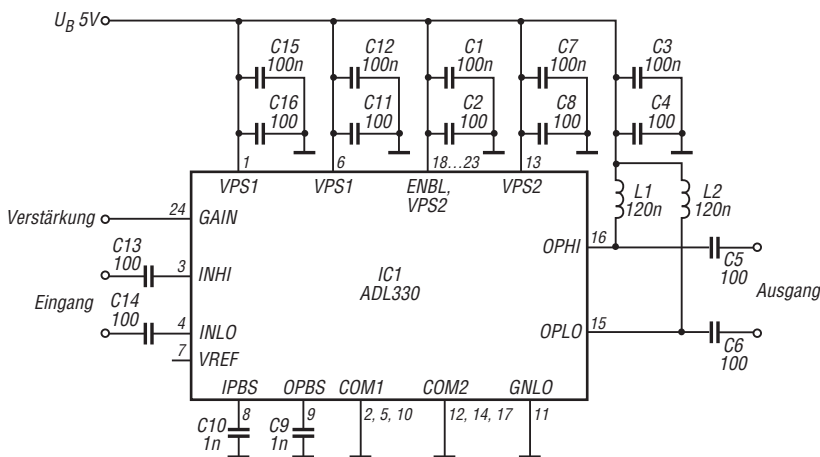 U_B 5V
C15
100n
C12
100n
C1
100n
C7
100n
C3
100n
C16
100
C11
100
C2
100
C8
100
C4
100
1
6
18...23
13
VPS1
VPS1
ENBL,
VPS2
VPS2
L1
120n
L2
120n
Verstärkung
24
GAIN
16
OPHI
C13
100
3
INHI
IC1
ADL330
C5
100
Eingang
C14
100
4
INLO
Ausgang
15
OPLO
7
VREF
C6
100
IPBS
OPBS
COM1
COM2
GNLO
8
9
2, 5, 10
12, 14, 17
11
C10
1n
C9
1n